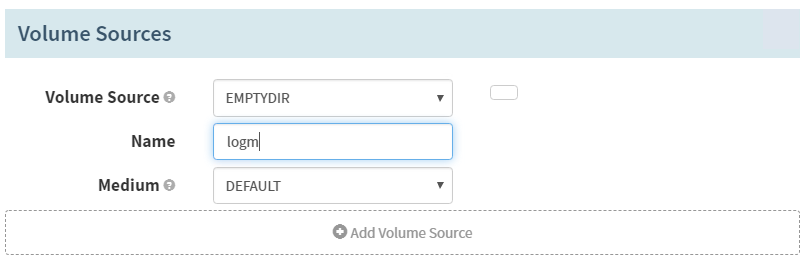 Volume Sources
Volume Source EMPTYDIR
Name logm
Medium DEFAULT
Add Volume Source